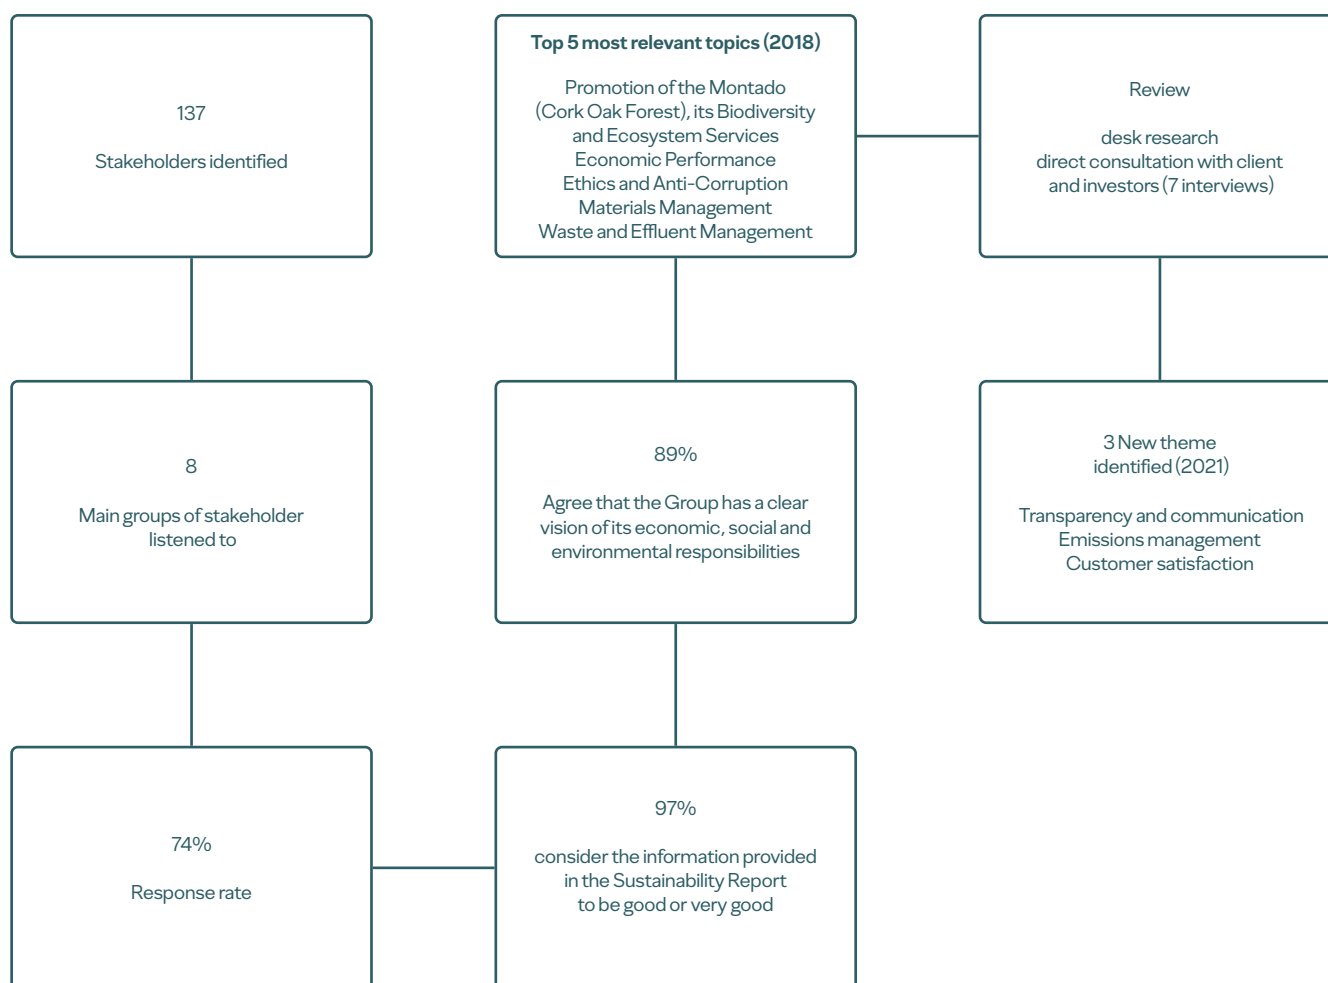 137
Stakeholders identified
8
Main groups of stakeholder
listened to
74%
Response rate
97%
consider the information provided
in the Sustainability Report
to be good or very good
89%
Agree that the Group has a clear
vision of its economic, social and
environmental responsibilities
Top 5 most relevant topics (2018)
Promotion of the Montado
(Cork Oak Forest), its Biodiversity
and Ecosystem Services
Economic Performance
Ethics and Anti-Corruption
Materials Management
Waste and Effluent Management
Review
desk research
direct consultation with client
and investors (7 interviews)
3 New theme
identified (2021)
Transparency and communication
Emissions management
Customer satisfaction